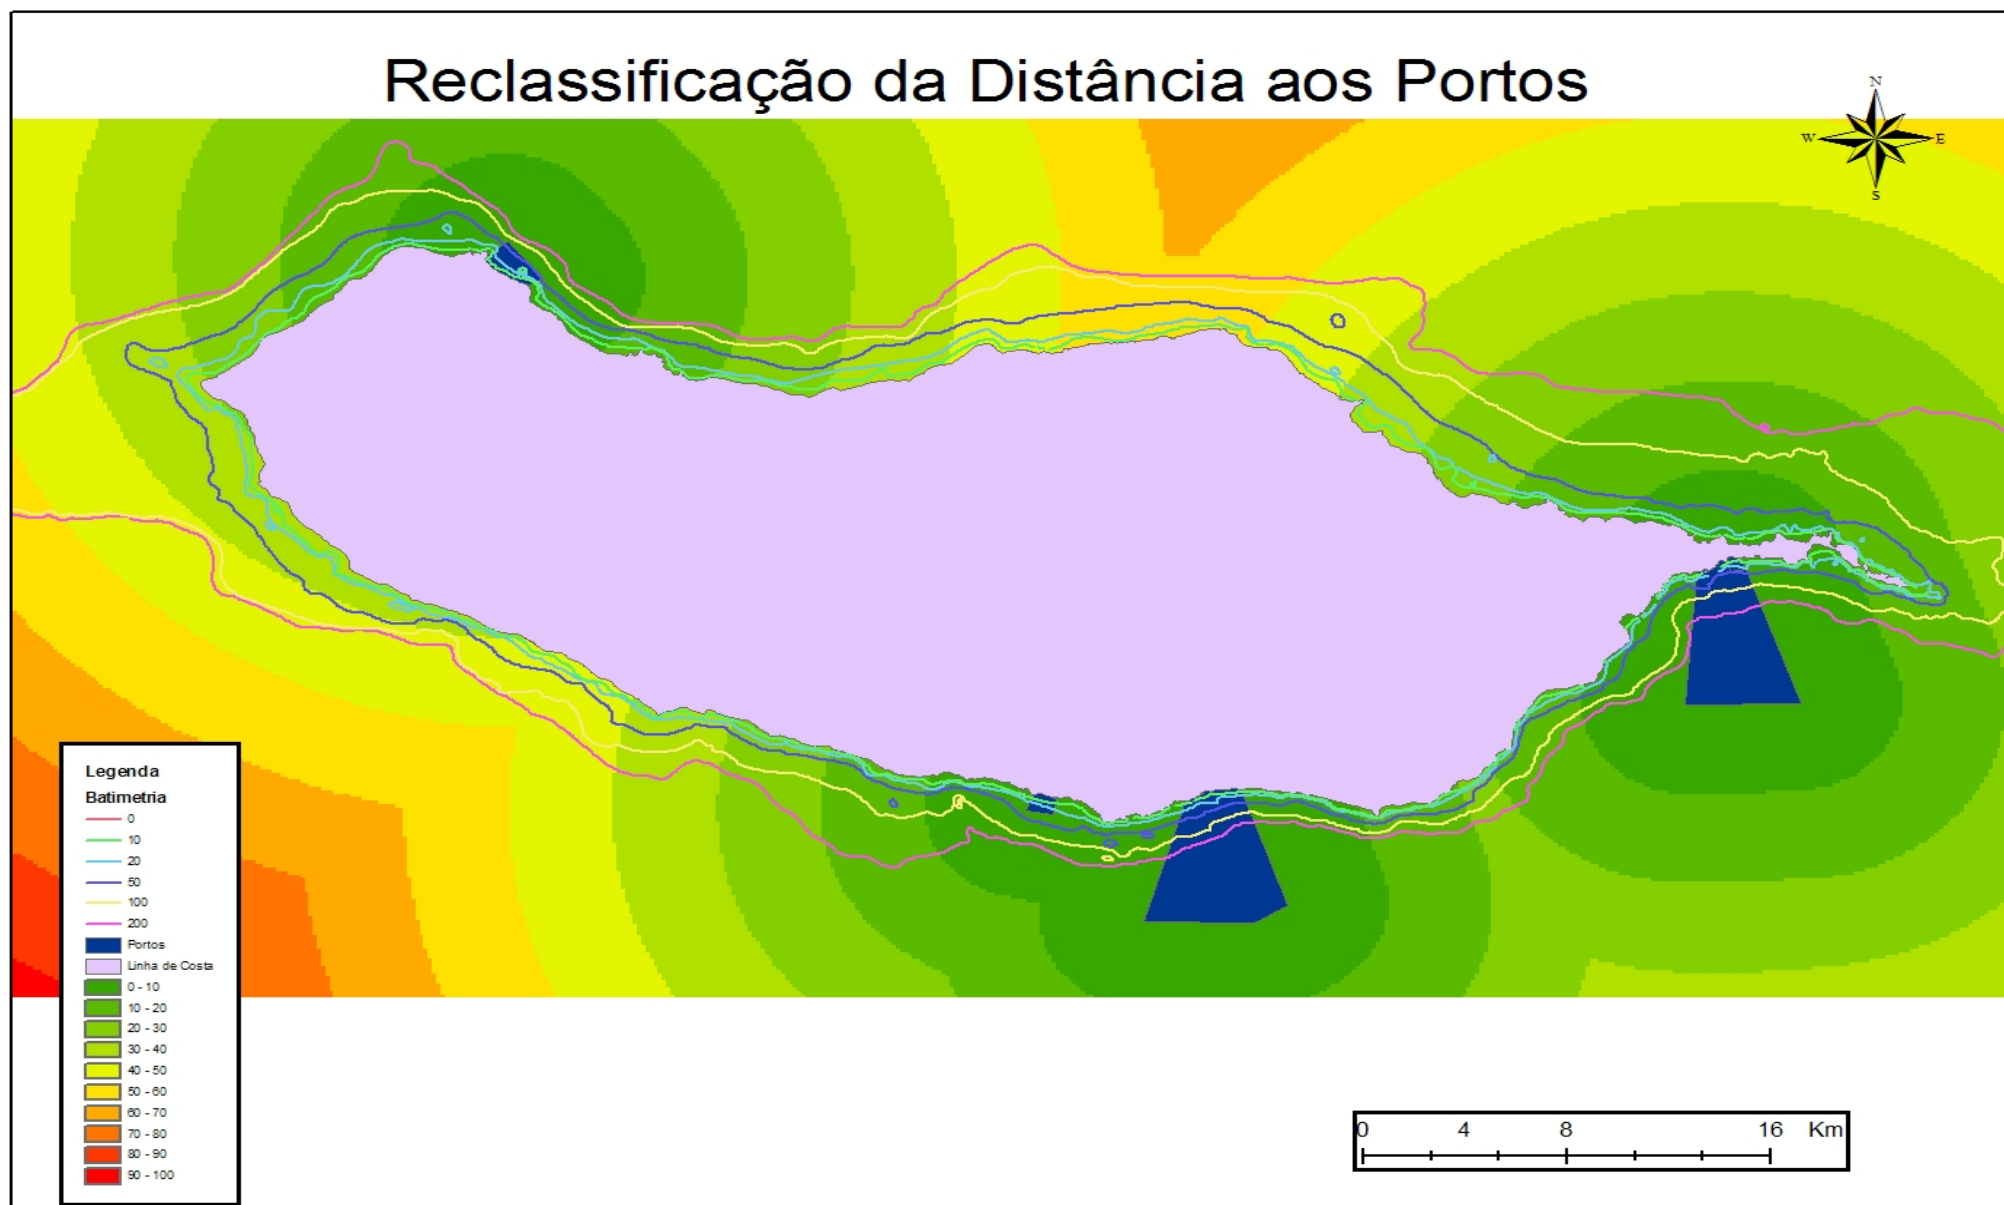 Reclassificação da Distância aos Portos
N
W E
S
Legenda
Batimetria
0
10
20
50
100
200
Portos
Linha de Costa
0 - 10
10 - 20
20 - 30
30 - 40
40 - 50
50 - 60
60 - 70
70 - 80
80 - 90
90 - 100
0 4 8 16 Km